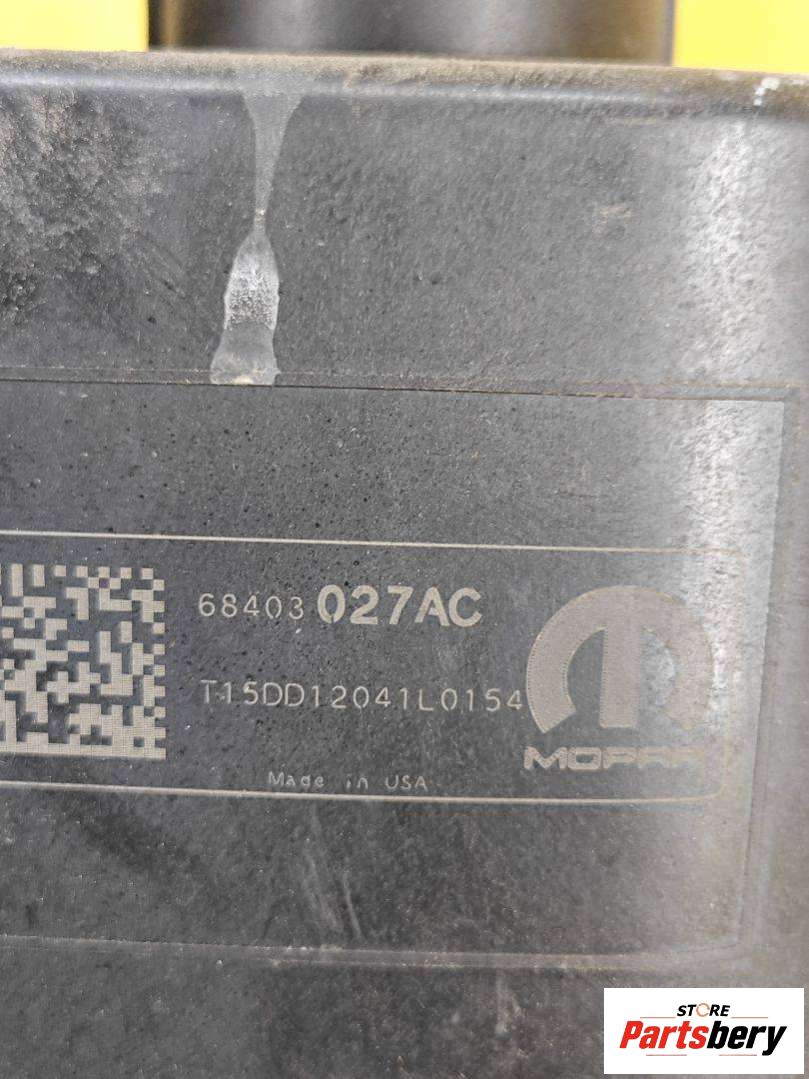 68403 027AC
T15DD12041L0154
MOPAR
Made in USA
STORE
Partsbery